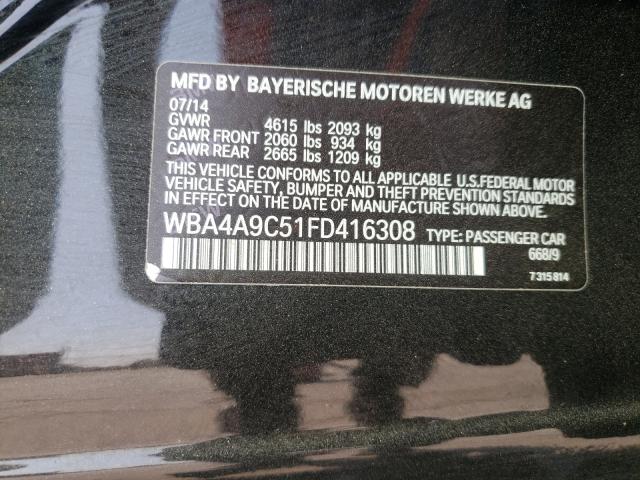 MFD BY BAYERISCHE MOTOREN WERKE AG
07/14
GVWR 4615 lbs 2093 kg
GAWR FRONT 2060 lbs 934 kg
GAWR REAR 2665 lbs 1209 kg
THIS VEHICLE CONFORMS TO ALL APPLICABLE U.S.FEDERAL MOTOR
VEHICLE SAFETY, BUMPER AND THEFT PREVENTION STANDARDS
IN EFFECT ON THE DATE OF MANUFACTURE SHOWN ABOVE.
WBA4A9C51FD416308 TYPE: PASSENGER CAR
668/9
7315814